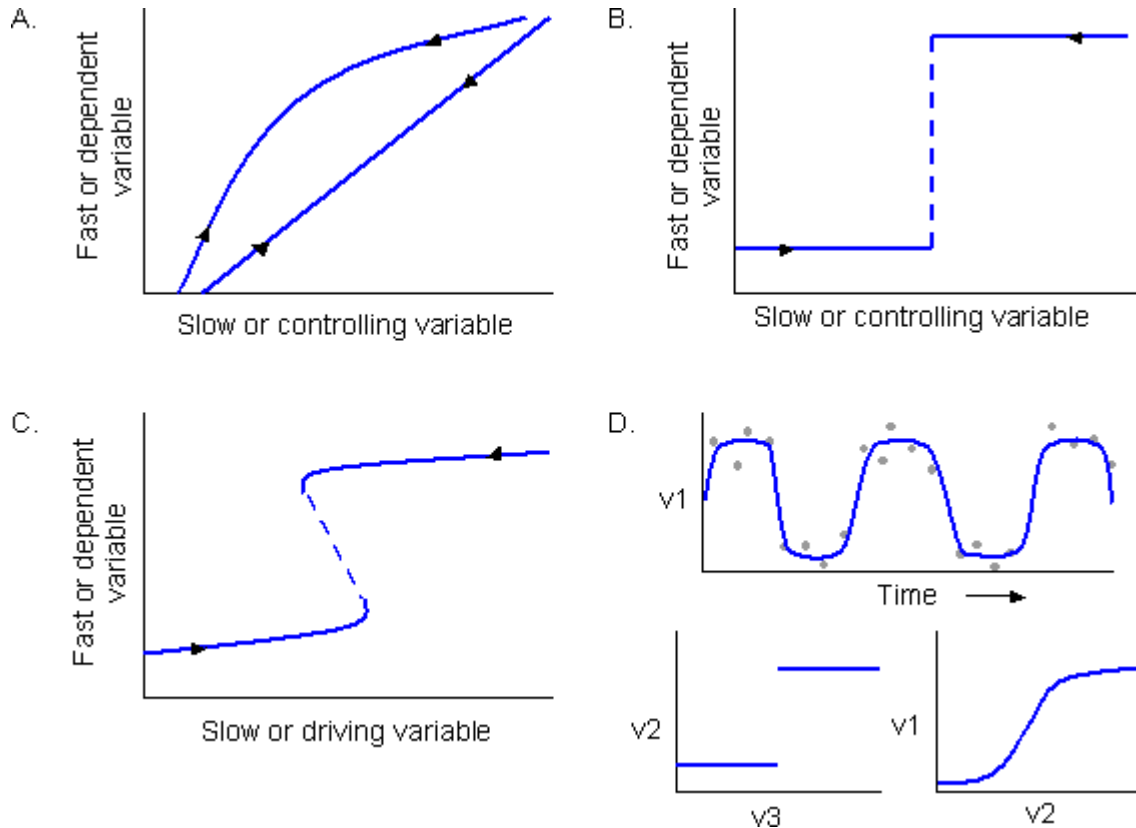 A.
Fast or dependent
variable
Slow or controlling variable
B.
Fast or dependent
variable
Slow or controlling variable
C.
Fast or dependent
variable
Slow or driving variable
D.
v1
Time
v2
v3
v1
v2